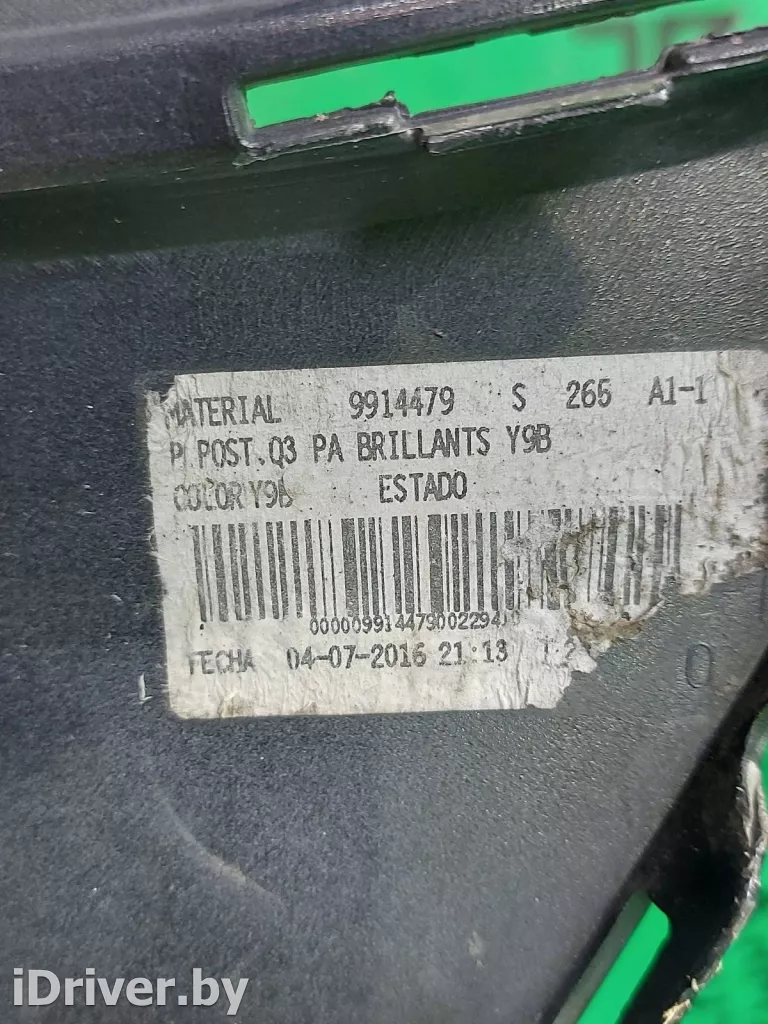 MATERIAL 9914479 S 265 A1-1
P POST.Q3 PA BRILLANTS Y9B
COLOR Y9B ESTADO
FECHA 04-07-2016 21:13
iDriver.by